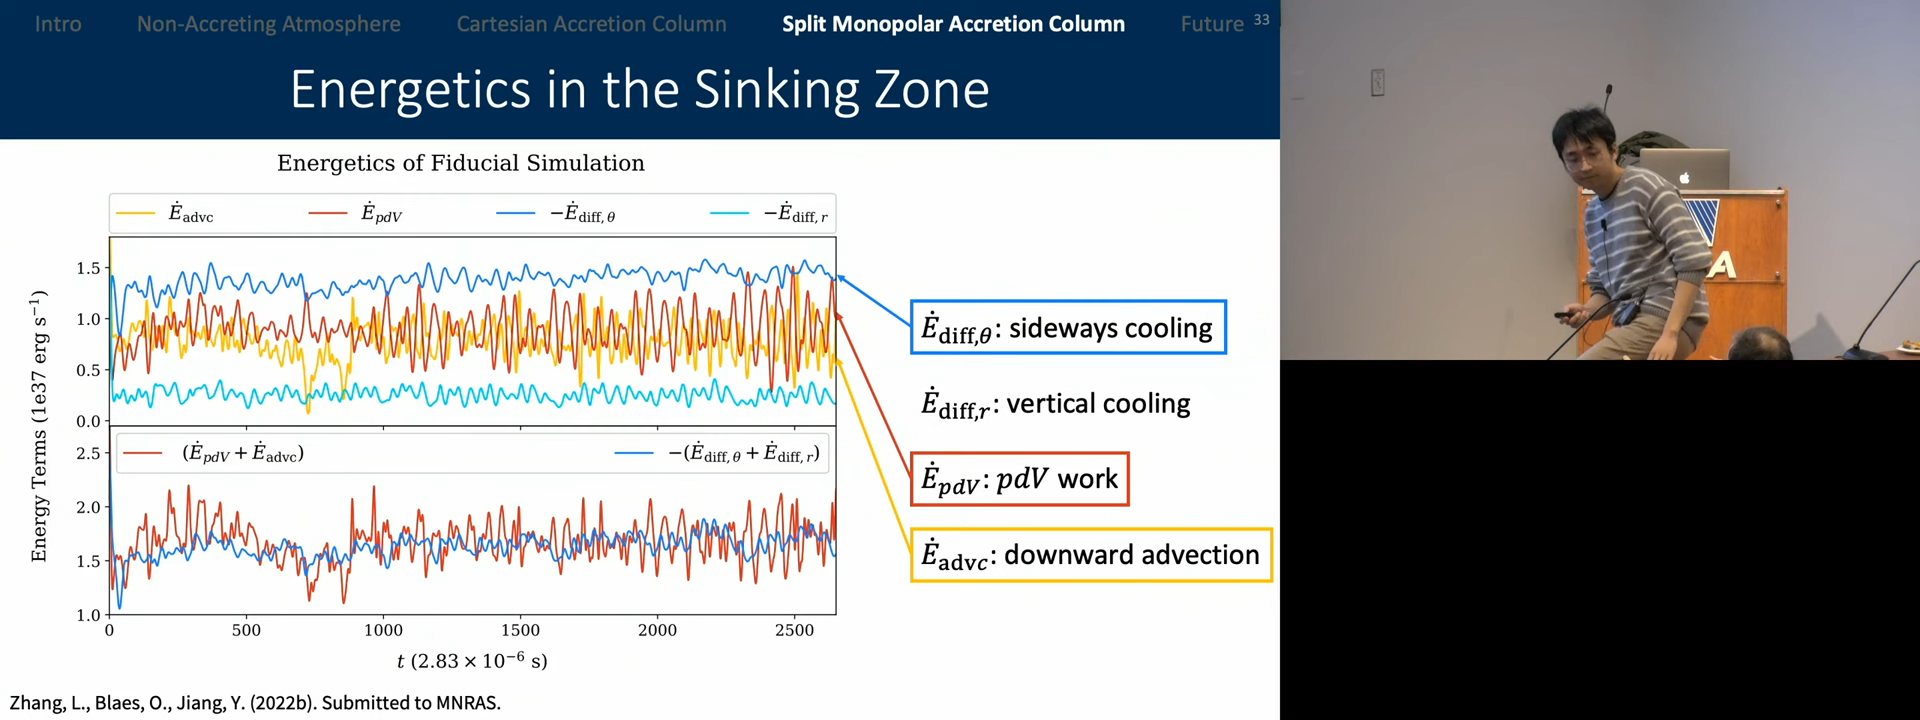 Intro Non-Accreting Atmosphere Cartesian Accretion Column Split Monopolar Accretion Column Future 33
Energetics in the Sinking Zone
Energetics of Fiducial Simulation
Ė_advc Ė_pdV −Ė_diff, θ −Ė_diff, r
1.5
1.0
0.5
0.0
(Ė_pdV + Ė_advc) −(Ė_diff, θ + Ė_diff, r)
2.5
2.0
1.5
1.0
0 500 1000 1500 2000 2500
t (2.83 × 10⁻⁶ s)
Energy Terms (1e37 erg s⁻¹)
Ė_diff,θ: sideways cooling
Ė_diff,r: vertical cooling
Ė_pdV: pdV work
Ė_advc: downward advection
Zhang, L., Blaes, O., Jiang, Y. (2022b). Submitted to MNRAS.
A